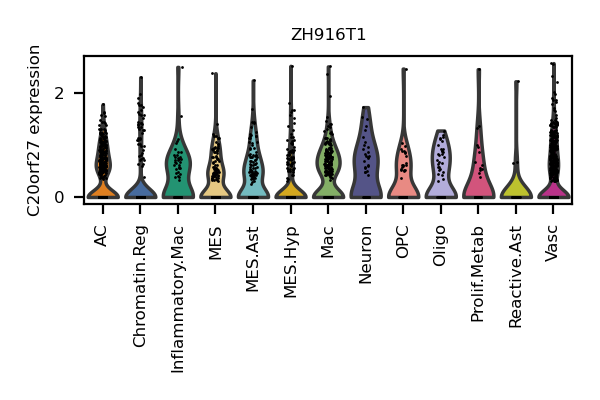 ZH916T1
C20orf27 expression
2
0
AC
Chromatin.Reg
Inflammatory.Mac
MES
MES.Ast
MES.Hyp
Mac
Neuron
OPC
Oligo
Prolif.Metab
Reactive.Ast
Vasc